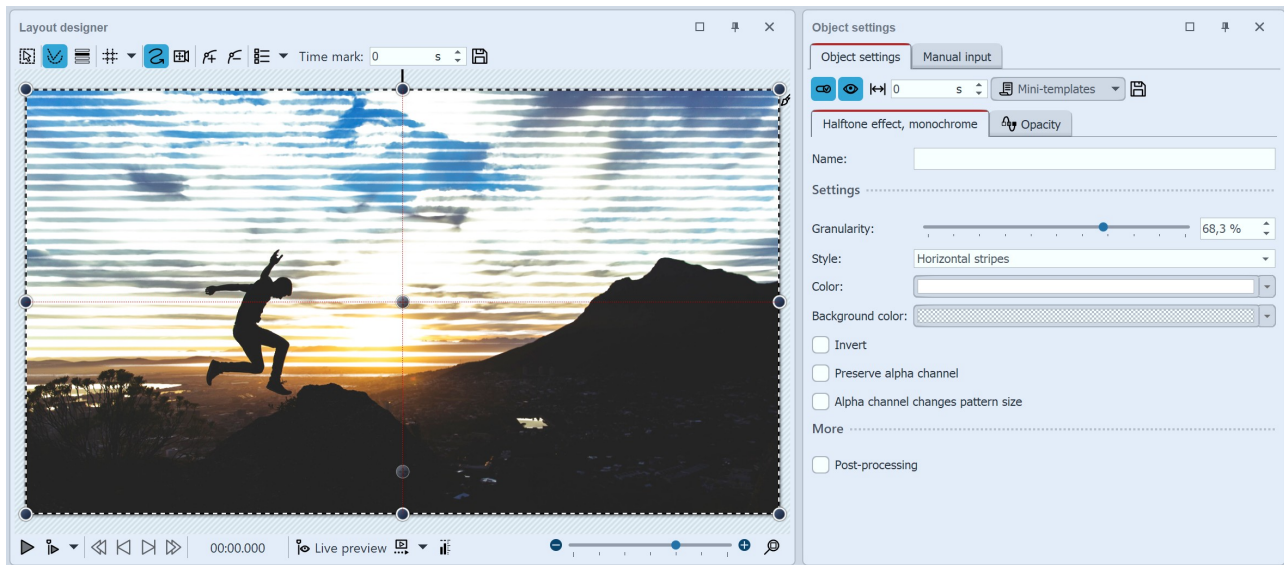 Layout designer
Time mark: 0 s
00:00.000
Live preview
Object settings
Object settings
Manual input
0 s
Mini-templates
Halftone effect, monochrome
Opacity
Name:
Settings
Granularity:
68,3 %
Style:
Horizontal stripes
Color:
Background color:
Invert
Preserve alpha channel
Alpha channel changes pattern size
More
Post-processing